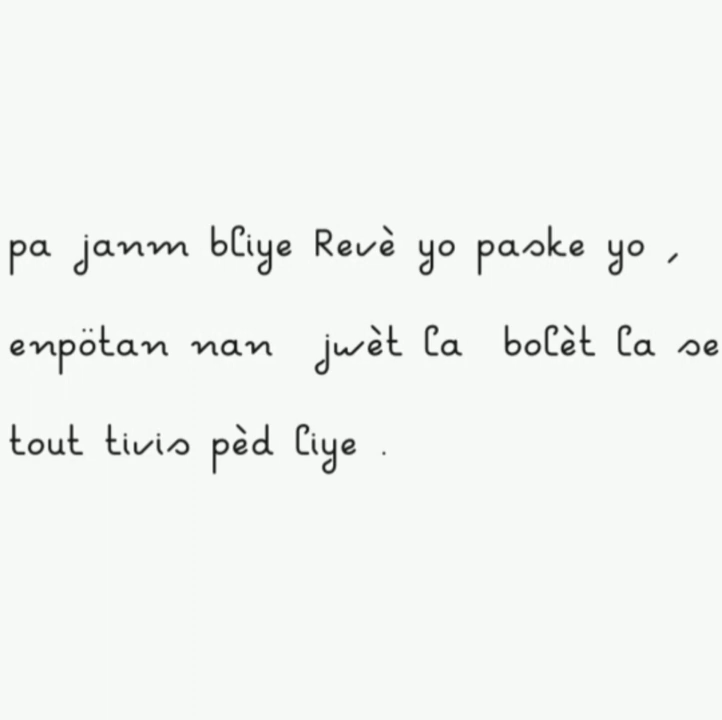 pa janm bliye Revè yo paske yo ,
enpötan nan jwèt la bolèt la se
tout tivis pèd liye .